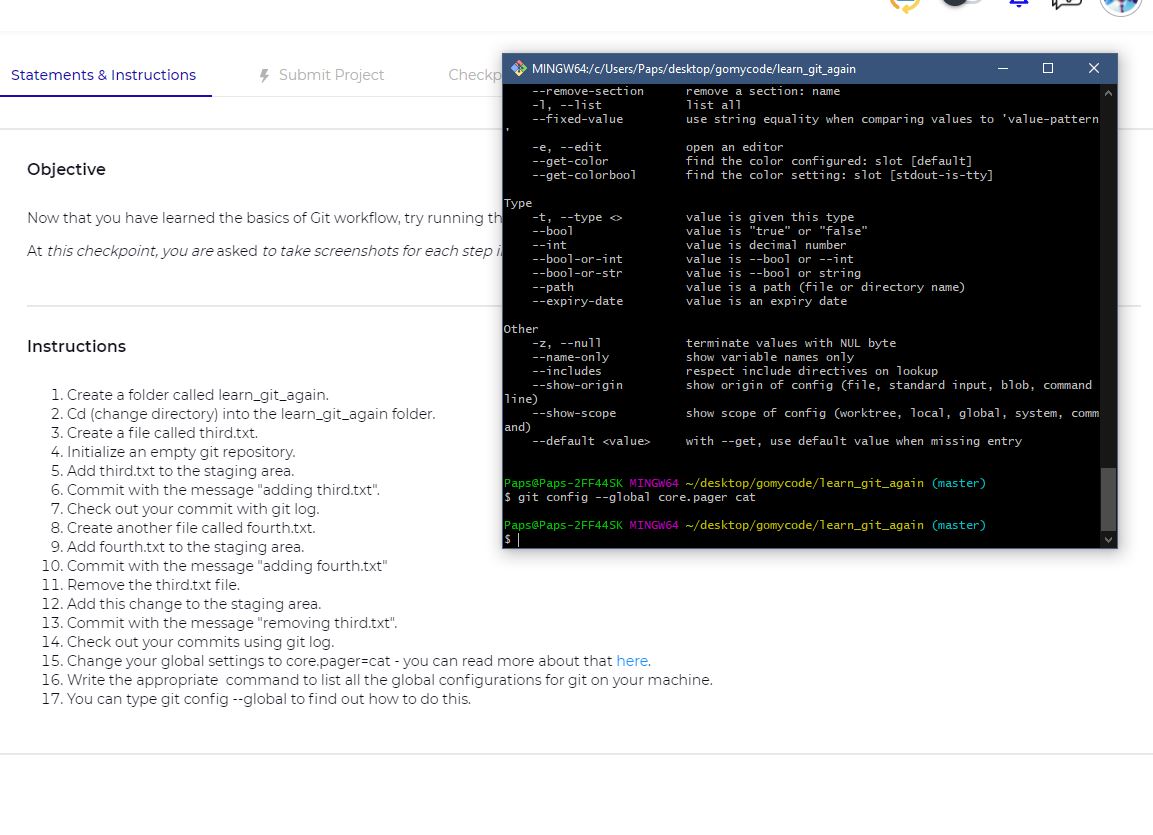 Statements & Instructions
Submit Project
Checkp
Objective
Now that you have learned the basics of Git workflow, try running th
At this checkpoint, you are asked to take screenshots for each step i
Instructions
1. Create a folder called learn_git_again.
2. Cd (change directory) into the learn_git_again folder.
3. Create a file called third.txt.
4. Initialize an empty git repository.
5. Add third.txt to the staging area.
6. Commit with the message "adding third.txt".
7. Check out your commit with git log.
8. Create another file called fourth.txt.
9. Add fourth.txt to the staging area.
10. Commit with the message "adding fourth.txt"
11. Remove the third.txt file.
12. Add this change to the staging area.
13. Commit with the message "removing third.txt".
14. Check out your commits using git log.
15. Change your global settings to core.pager=cat - you can read more about that here.
16. Write the appropriate  command to list all the global configurations for git on your machine.
17. You can type git config --global to find out how to do this.
MINGW64:/c/Users/Paps/desktop/gomycode/learn_git_again
--remove-section      remove a section: name
-l, --list            list all
--fixed-value         use string equality when comparing values to 'value-pattern
'
-e, --edit            open an editor
--get-color           find the color configured: slot [default]
--get-colorbool       find the color setting: slot [stdout-is-tty]
Type
-t, --type <>         value is given this type
--bool                value is "true" or "false"
--int                 value is decimal number
--bool-or-int         value is --bool or --int
--bool-or-str         value is --bool or string
--path                value is a path (file or directory name)
--expiry-date         value is an expiry date
Other
-z, --null            terminate values with NUL byte
--name-only           show variable names only
--includes            respect include directives on lookup
--show-origin         show origin of config (file, standard input, blob, command
line)
--show-scope          show scope of config (worktree, local, global, system, comm
and)
--default <value>     with --get, use default value when missing entry
Paps@Paps-2FF44SK MINGW64 ~/desktop/gomycode/learn_git_again (master)
$ git config --global core.pager cat
Paps@Paps-2FF44SK MINGW64 ~/desktop/gomycode/learn_git_again (master)
$